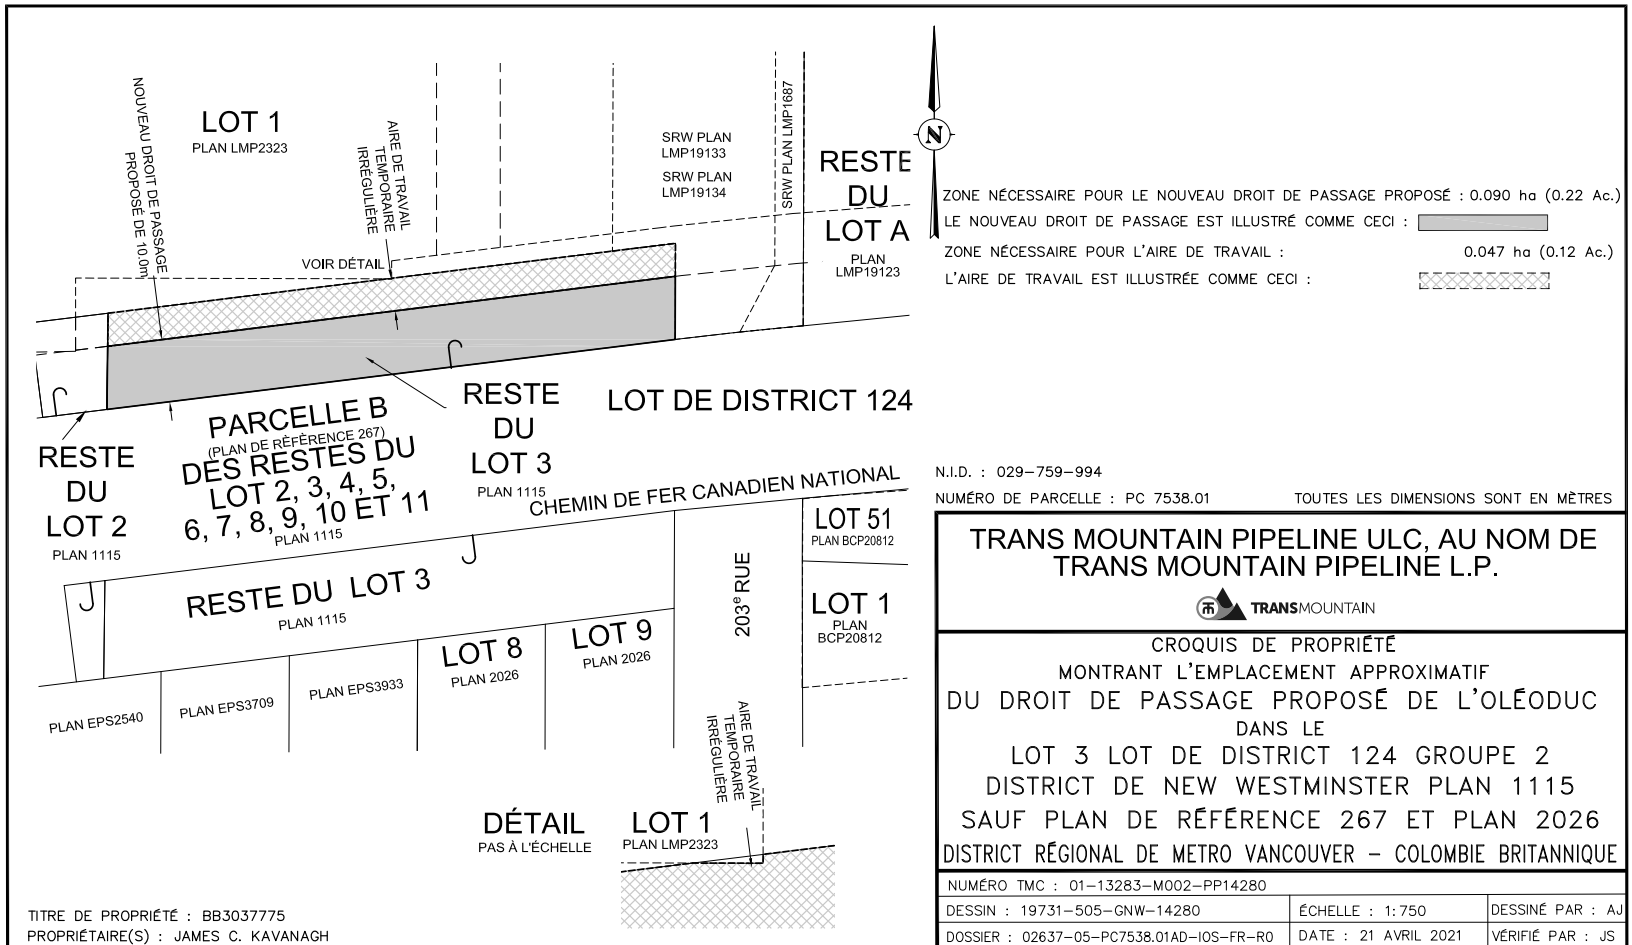 NOUVEAU DROIT DE PASSAGE
PROPOSÉ DE 10.0m
LOT 1
PLAN LMP2323
AIRE DE TRAVAIL
TEMPORAIRE
IRRÉGULIÈRE
VOIR DÉTAIL
SRW PLAN
LMP19133
SRW PLAN
LMP19134
SRW PLAN LMP1687
RESTE
DU
LOT A
PLAN
LMP19123
N
ZONE NÉCESSAIRE POUR LE NOUVEAU DROIT DE PASSAGE PROPOSÉ : 0.090 ha (0.22 Ac.)
LE NOUVEAU DROIT DE PASSAGE EST ILLUSTRÉ COMME CECI :
ZONE NÉCESSAIRE POUR L'AIRE DE TRAVAIL : 0.047 ha (0.12 Ac.)
L'AIRE DE TRAVAIL EST ILLUSTRÉE COMME CECI :
RESTE
DU
LOT 2
PLAN 1115
PARCELLE B
(PLAN DE RÉFÉRENCE 267)
DES RESTES DU
LOT 2, 3, 4, 5,
6, 7, 8, 9, 10 ET 11
PLAN 1115
RESTE
DU
LOT 3
PLAN 1115
LOT DE DISTRICT 124
CHEMIN DE FER CANADIEN NATIONAL
RESTE DU LOT 3
PLAN 1115
LOT 51
PLAN BCP20812
LOT 1
PLAN
BCP20812
203e RUE
LOT 9
PLAN 2026
LOT 8
PLAN 2026
PLAN EPS3933
PLAN EPS3709
PLAN EPS2540
AIRE DE TRAVAIL
TEMPORAIRE
IRRÉGULIÈRE
DÉTAIL
PAS À L'ÉCHELLE
LOT 1
PLAN LMP2323
TITRE DE PROPRIÉTÉ : BB3037775
PROPRIÉTAIRE(S) : JAMES C. KAVANAGH
N.I.D. : 029-759-994
NUMÉRO DE PARCELLE : PC 7538.01 TOUTES LES DIMENSIONS SONT EN MÈTRES
TRANS MOUNTAIN PIPELINE ULC, AU NOM DE
TRANS MOUNTAIN PIPELINE L.P.
TRANSMOUNTAIN
CROQUIS DE PROPRIÉTÉ
MONTRANT L'EMPLACEMENT APPROXIMATIF
DU DROIT DE PASSAGE PROPOSÉ DE L'OLÉODUC
DANS LE
LOT 3 LOT DE DISTRICT 124 GROUPE 2
DISTRICT DE NEW WESTMINSTER PLAN 1115
SAUF PLAN DE RÉFÉRENCE 267 ET PLAN 2026
DISTRICT RÉGIONAL DE METRO VANCOUVER – COLOMBIE BRITANNIQUE
NUMÉRO TMC : 01-13283-M002-PP14280
DESSIN : 19731-505-GNW-14280 ÉCHELLE : 1:750 DESSINÉ PAR : AJ
DOSSIER : 02637-05-PC7538.01AD-IOS-FR-R0 DATE : 21 AVRIL 2021 VÉRIFIÉ PAR : JS